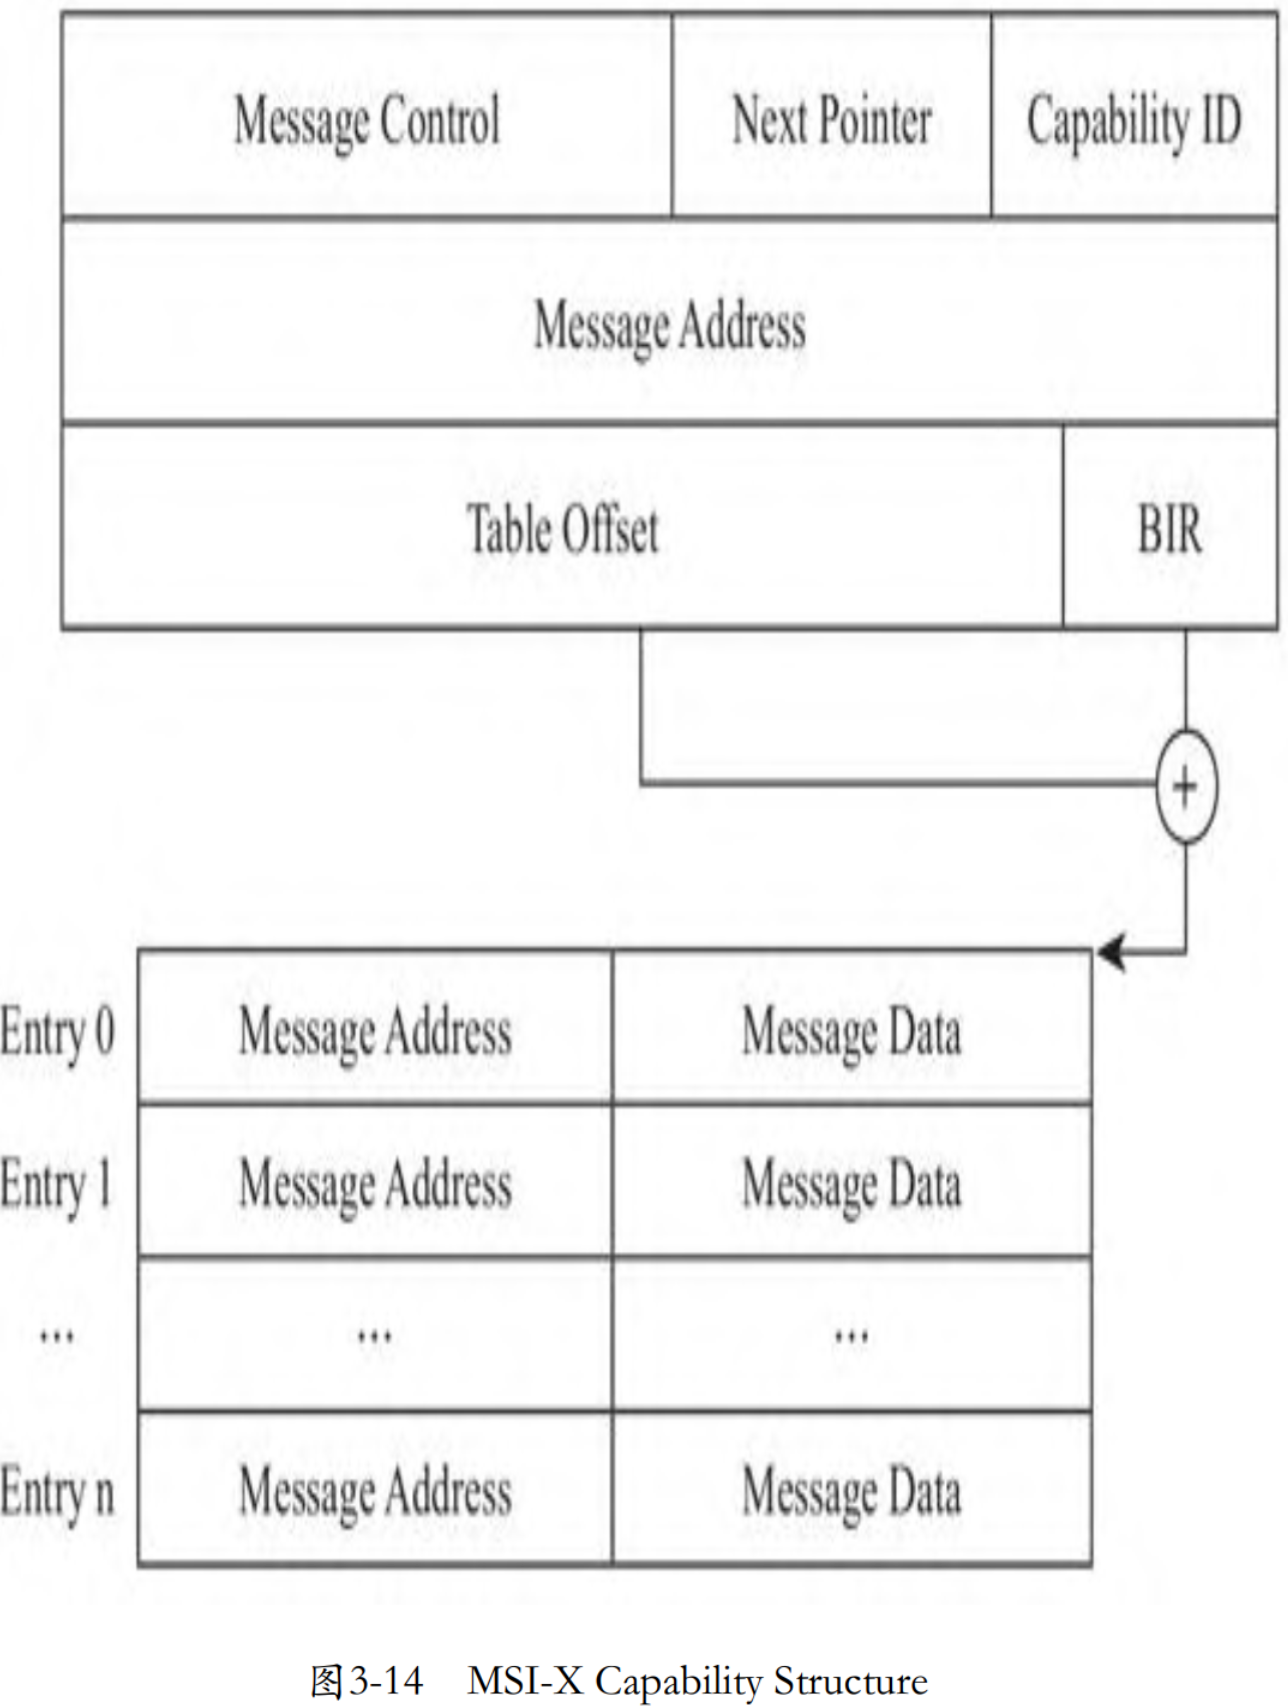 Message Control Next Pointer Capability ID
Message Address
Table Offset BIR
+
Entry 0 Message Address Message Data
Entry 1 Message Address Message Data
... ... ...
Entry n Message Address Message Data
图3-14 MSI-X Capability Structure